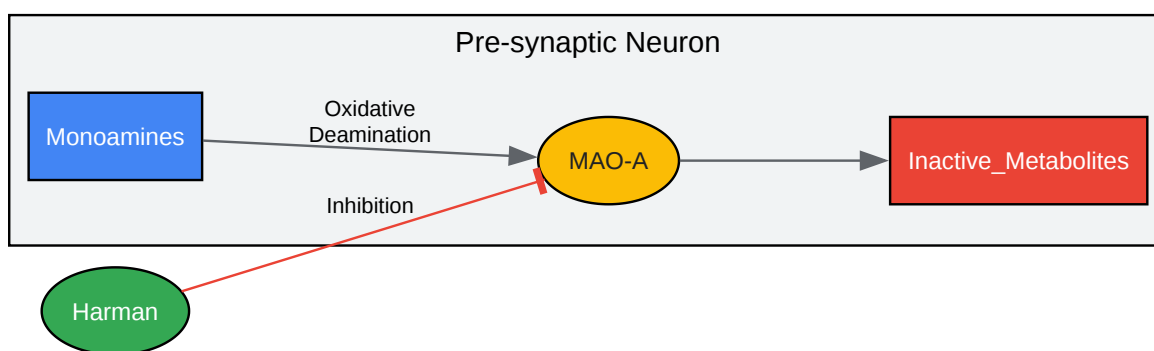 Pre-synaptic Neuron
Monoamines
Oxidative
Deamination
MAO-A
Inactive_Metabolites
Inhibition
Harman